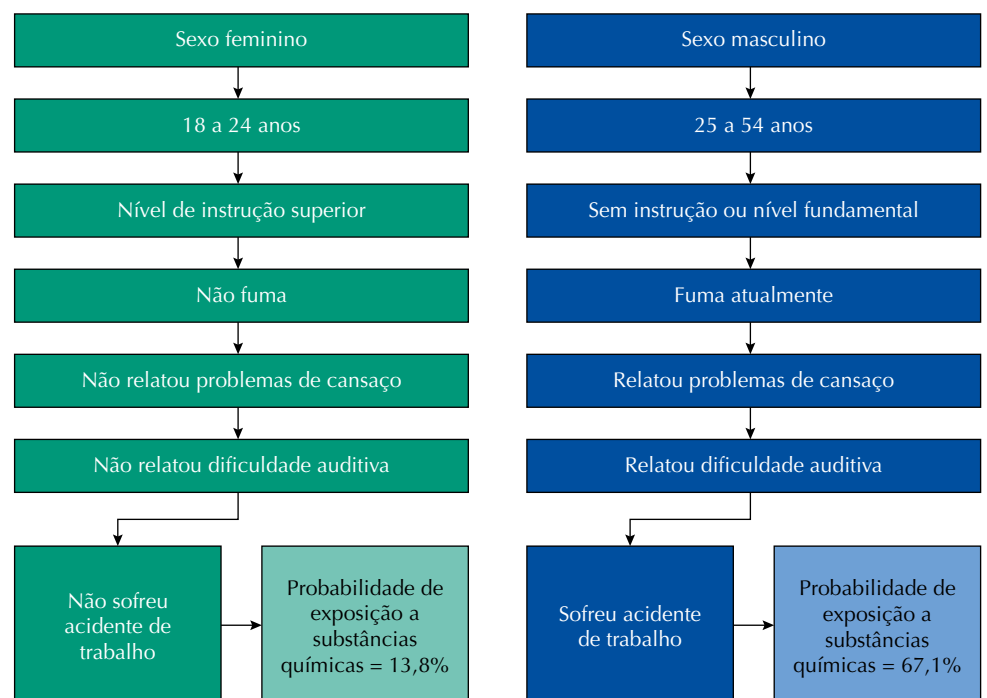 Sexo feminino
18 a 24 anos
Nível de instrução superior
Não fuma
Não relatou problemas de cansaço
Não relatou dificuldade auditiva
Não sofreu
acidente de
trabalho
Probabilidade de
exposição a
substâncias
químicas = 13,8%
Sexo masculino
25 a 54 anos
Sem instrução ou nível fundamental
Fuma atualmente
Relatou problemas de cansaço
Relatou dificuldade auditiva
Sofreu acidente
de trabalho
Probabilidade de
exposição a
substâncias
químicas = 67,1%